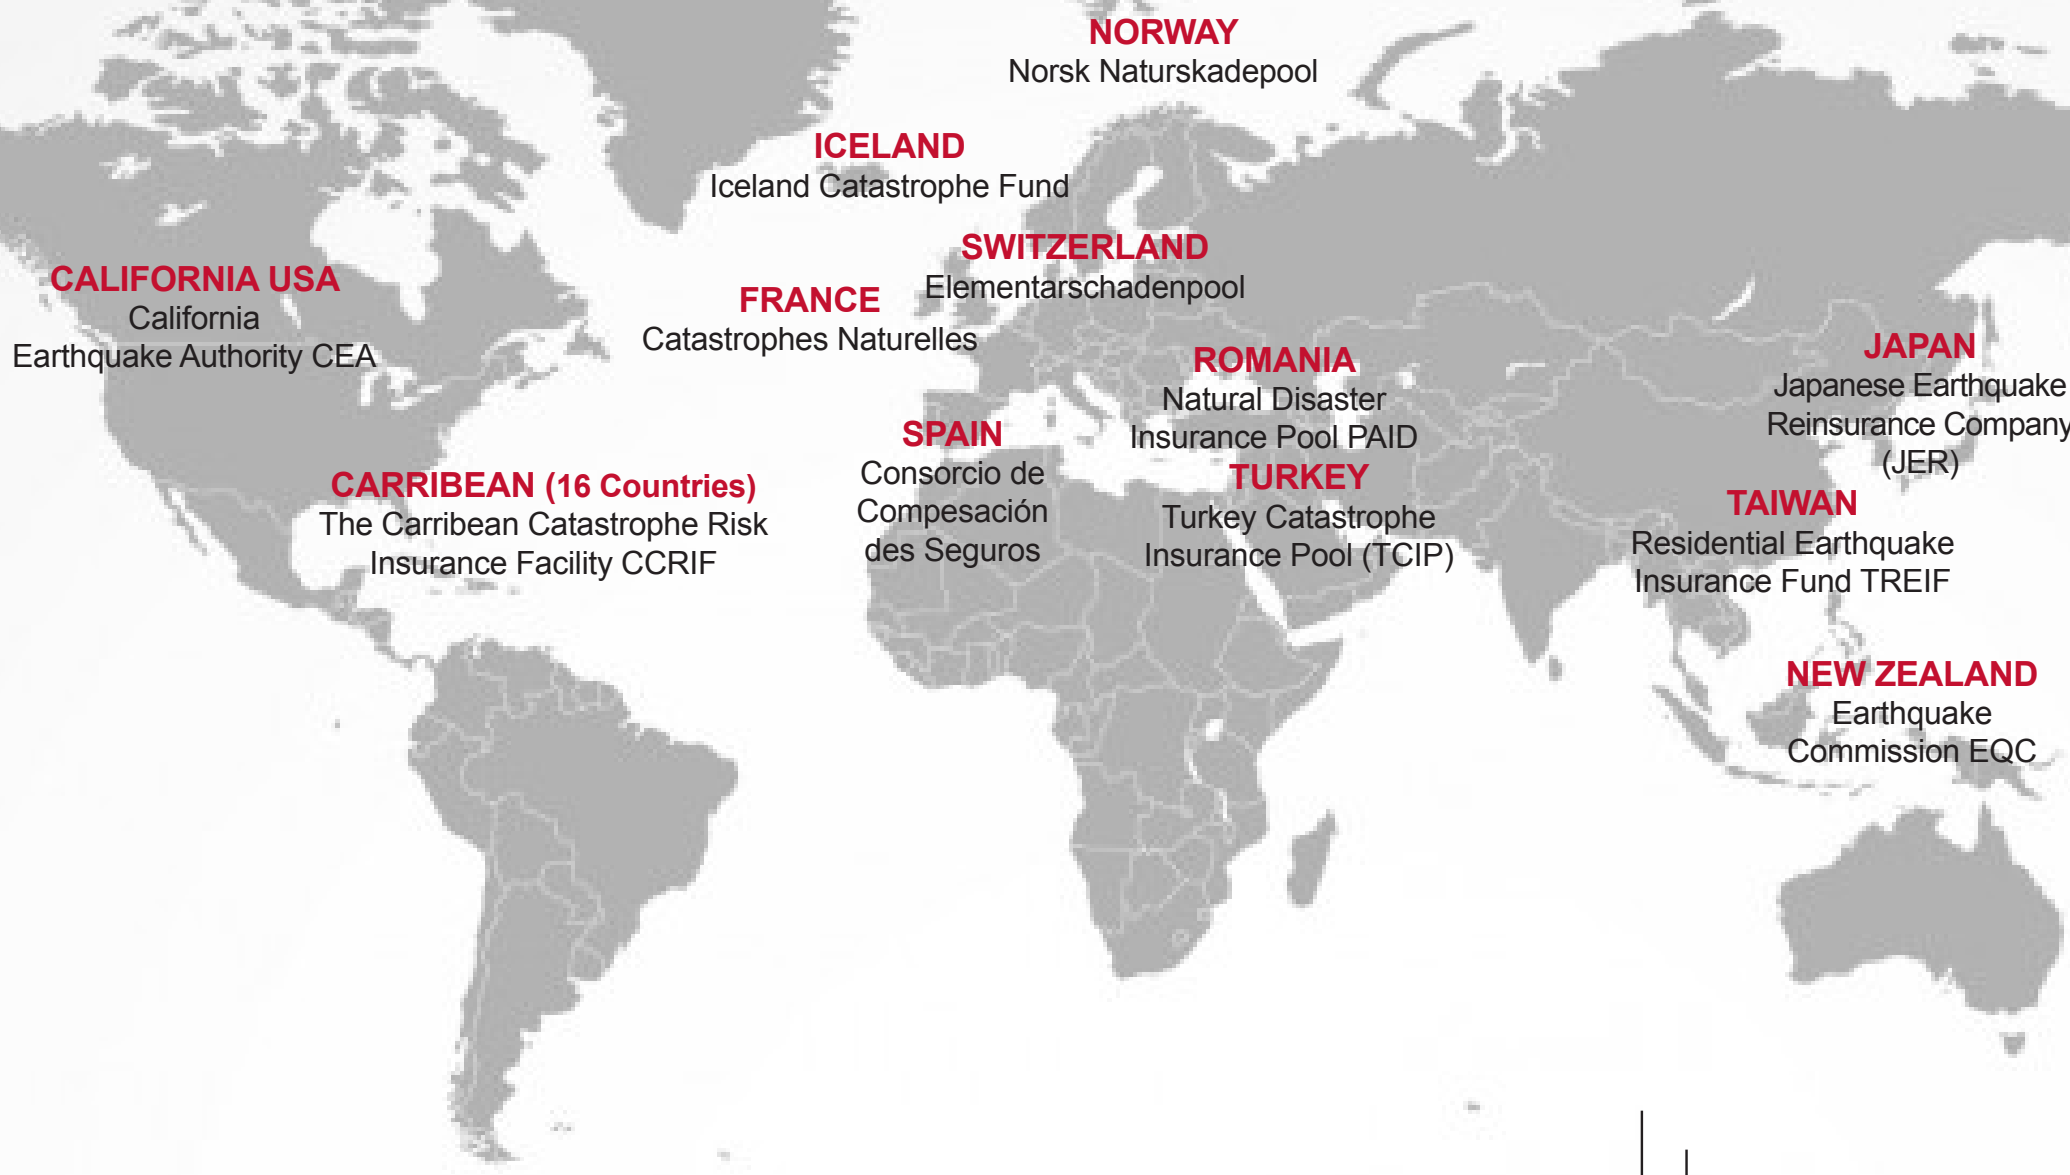 NORWAY
Norsk Naturskadepool
ICELAND
Iceland Catastrophe Fund
SWITZERLAND
Elementarschadenpool
CALIFORNIA USA
California
Earthquake Authority CEA
FRANCE
Catastrophes Naturelles
ROMANIA
Natural Disaster
Insurance Pool PAID
JAPAN
Japanese Earthquake
Reinsurance Company
(JER)
SPAIN
Consorcio de
Compesación
des Seguros
TURKEY
Turkey Catastrophe
Insurance Pool (TCIP)
CARRIBEAN (16 Countries)
The Carribean Catastrophe Risk
Insurance Facility CCRIF
TAIWAN
Residential Earthquake
Insurance Fund TREIF
NEW ZEALAND
Earthquake
Commission EQC